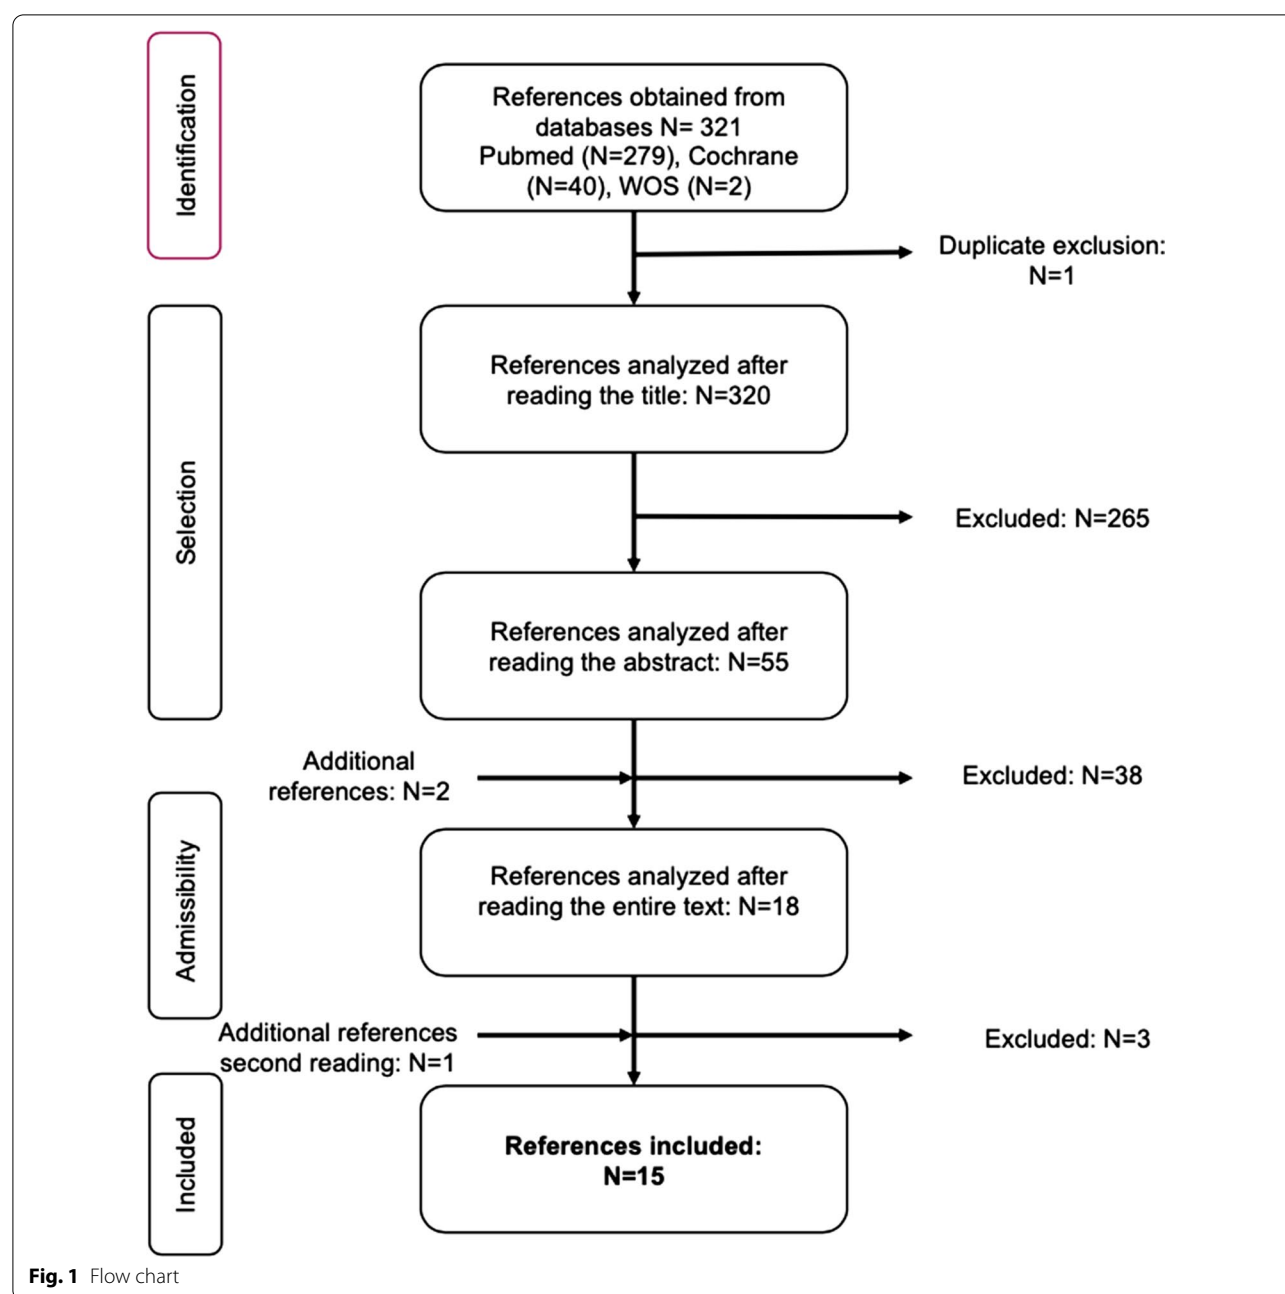 Identification
References obtained from
databases N= 321
Pubmed (N=279), Cochrane
(N=40), WOS (N=2)
Duplicate exclusion:
N=1
Selection
References analyzed after
reading the title: N=320
Excluded: N=265
References analyzed after
reading the abstract: N=55
Additional
references: N=2
Excluded: N=38
Admissibility
References analyzed after
reading the entire text: N=18
Additional references
second reading: N=1
Excluded: N=3
Included
References included:
N=15
Fig. 1 Flow chart